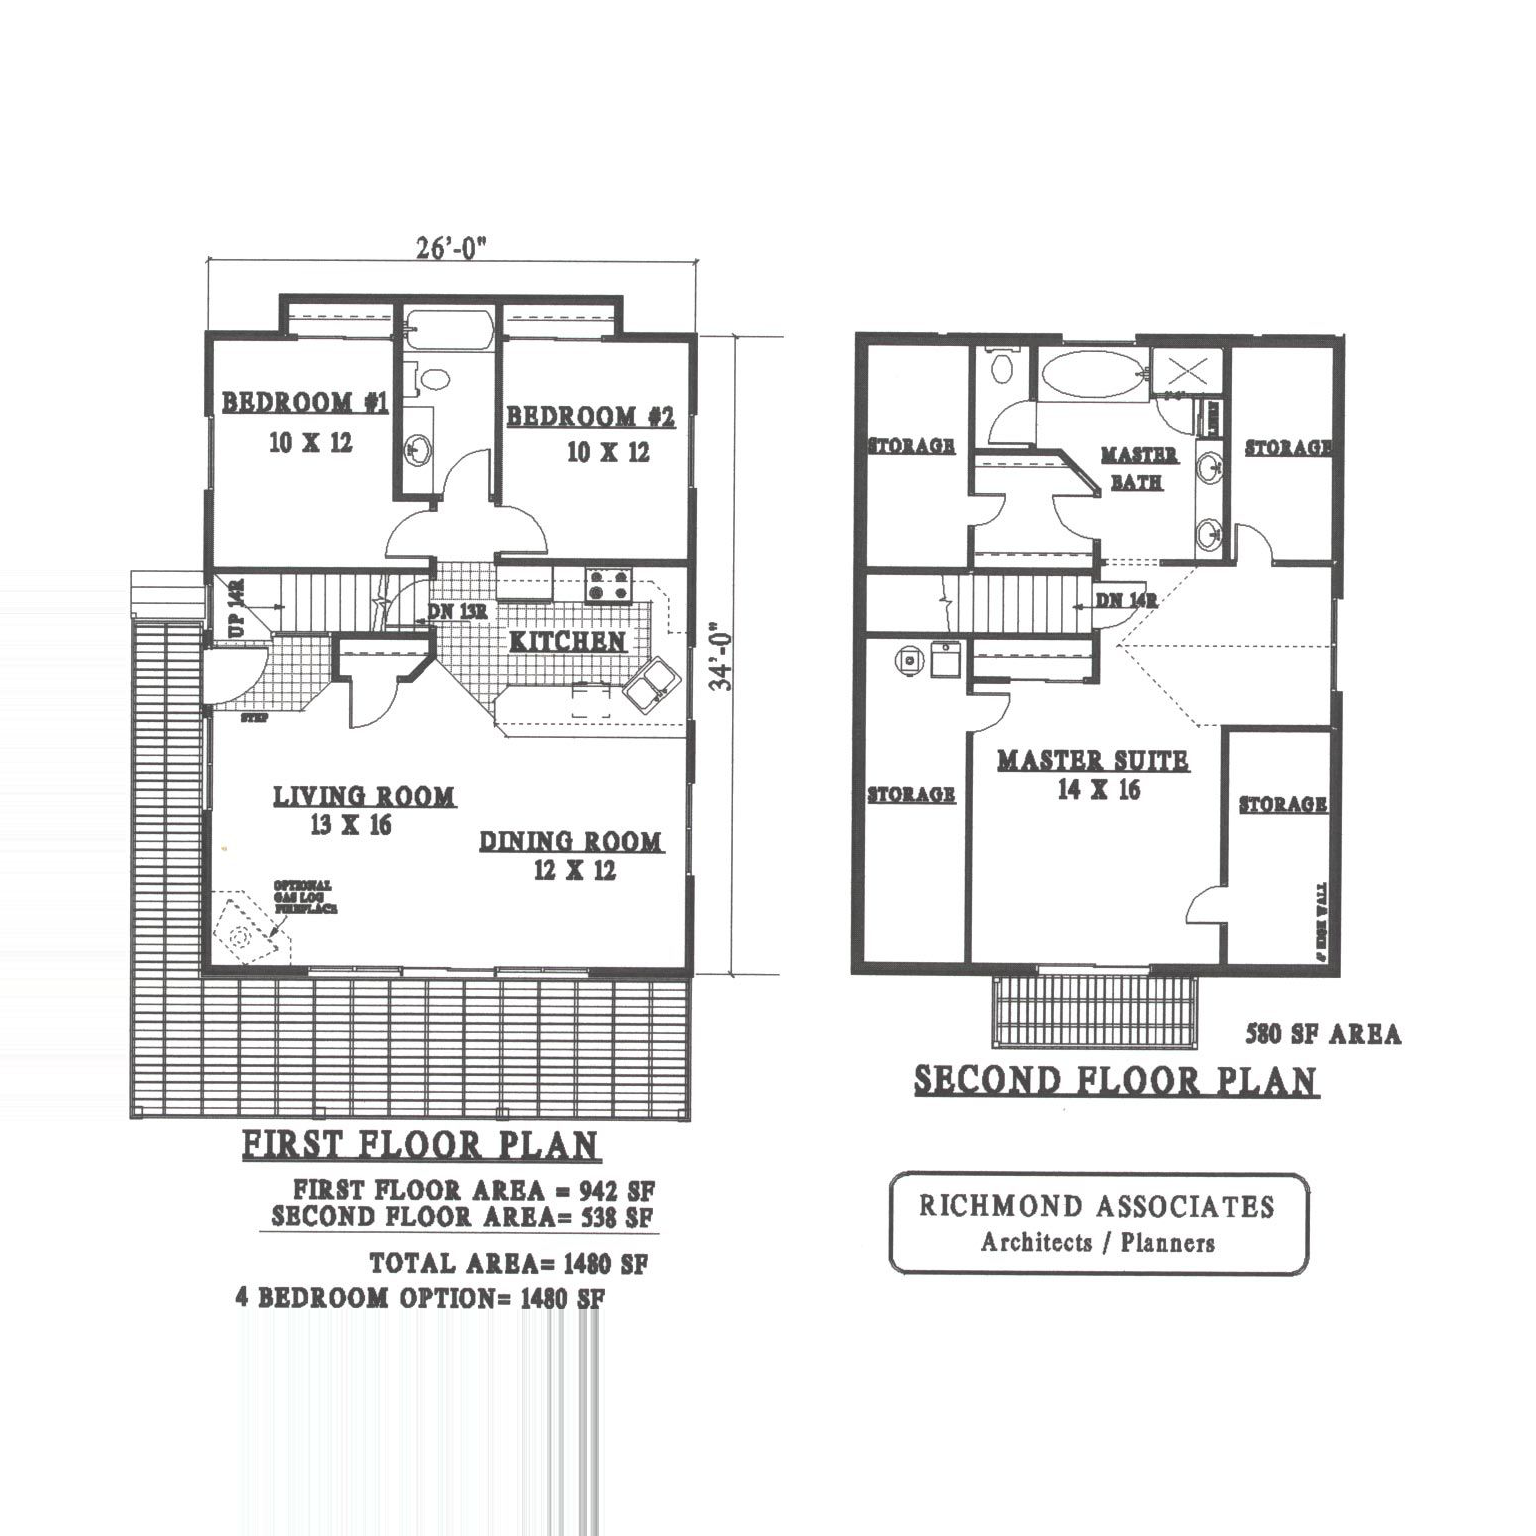 26'-0"
BEDROOM #1
10 X 12
BEDROOM #2
10 X 12
UP 14R
DN 13R
KITCHEN
34'-0"
STEP
LIVING ROOM
13 X 16
DINING ROOM
12 X 12
OPTIONAL
GAS LOG
FIREPLACE
FIRST FLOOR PLAN
FIRST FLOOR AREA = 942 SF
SECOND FLOOR AREA= 538 SF
TOTAL AREA= 1480 SF
4 BEDROOM OPTION= 1480 SF
STORAGE
MASTER
BATH
LINEN
STORAGE
DN 14R
MASTER SUITE
14 X 16
STORAGE
STORAGE
4' HIGH WALL
580 SF AREA
SECOND FLOOR PLAN
RICHMOND ASSOCIATES
Architects / Planners